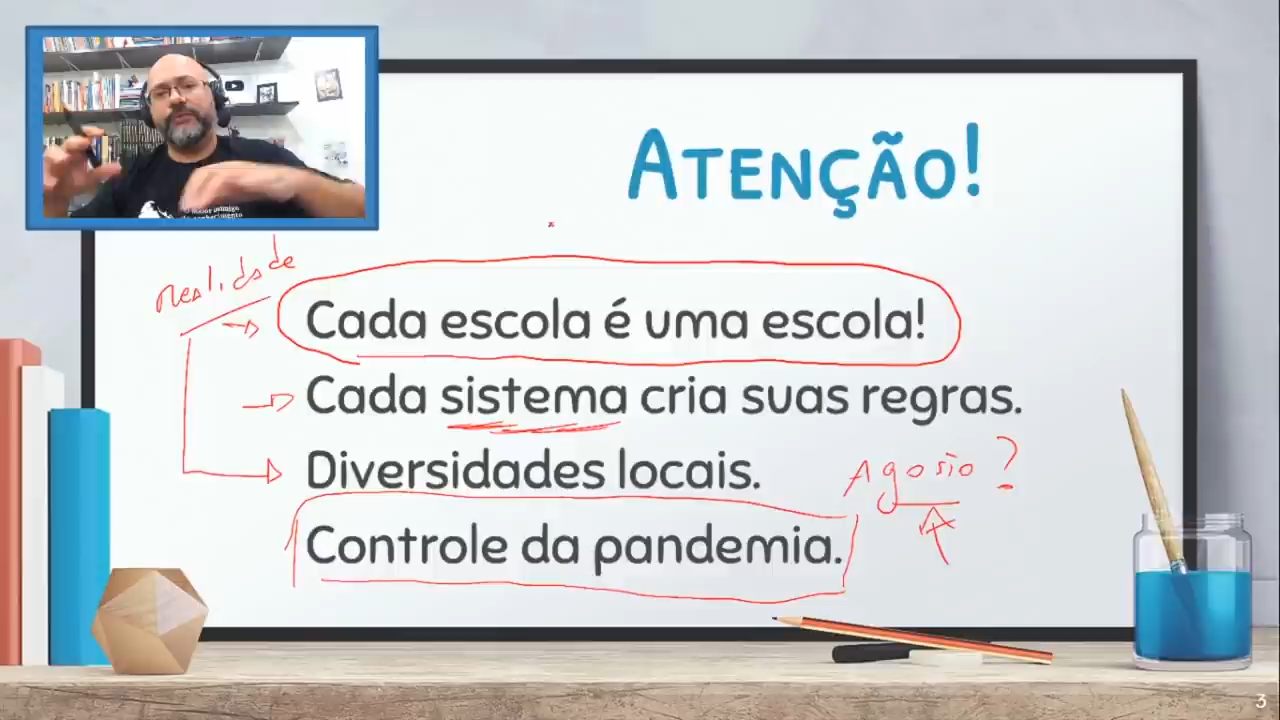 ATENÇÃO!
Realidade
Cada escola é uma escola!
Cada sistema cria suas regras.
Diversidades locais.
Agosto ?
Controle da pandemia.
3